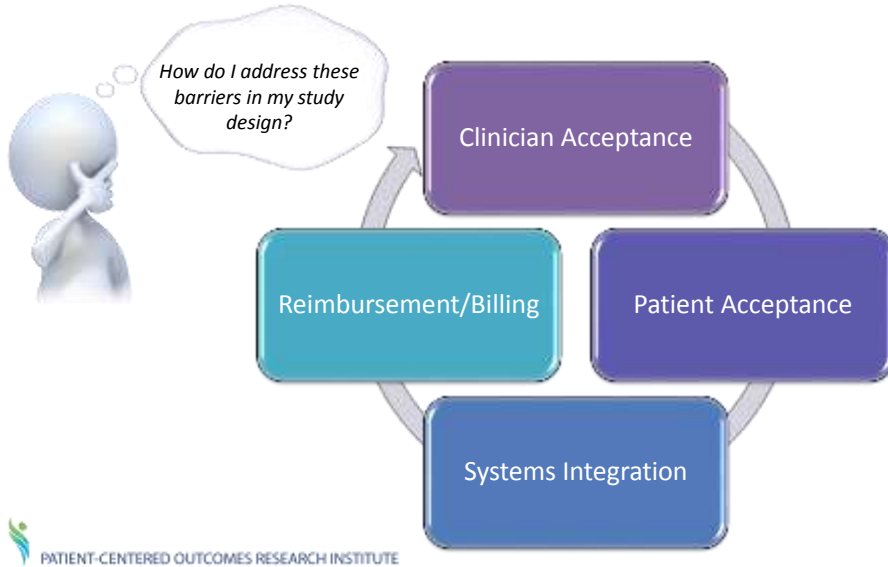 How do I address these
barriers in my study
design?
Clinician Acceptance
Reimbursement/Billing
Patient Acceptance
Systems Integration
PATIENT-CENTERED OUTCOMES RESEARCH INSTITUTE